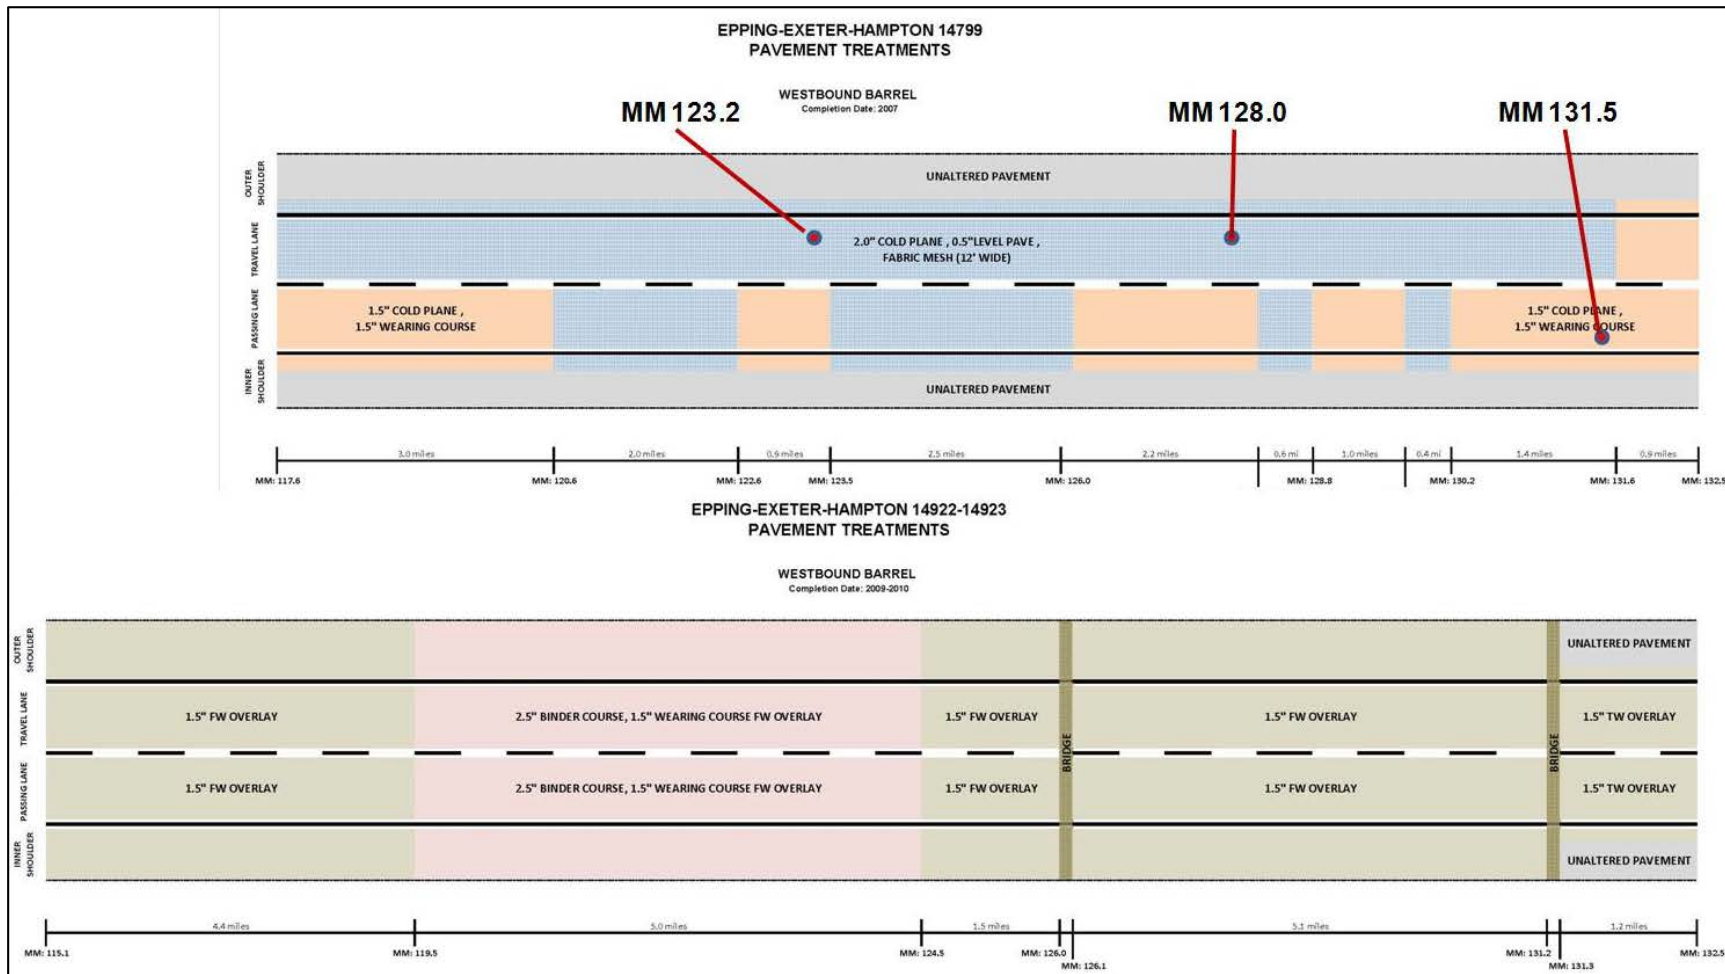 EPPING-EXETER-HAMPTON 14799
PAVEMENT TREATMENTS
WESTBOUND BARREL
Completion Date: 2007
MM 123.2
MM 128.0
MM 131.5
OUTER
SHOULDER
UNALTERED PAVEMENT
TRAVEL LANE
2.0" COLD PLANE , 0.5"LEVEL PAVE ,
FABRIC MESH (12' WIDE)
PASSING LANE
1.5" COLD PLANE ,
1.5" WEARING COURSE
1.5" COLD PLANE ,
1.5" WEARING COURSE
INNER
SHOULDER
UNALTERED PAVEMENT
3.0 miles
2.0 miles
0.9 miles
2.5 miles
2.2 miles
0.6 mi
1.0 miles
0.4 mi
1.4 miles
0.9 miles
MM: 117.6
MM: 120.6
MM: 122.6
MM: 123.5
MM: 126.0
MM: 128.8
MM: 130.2
MM: 131.6
MM: 132.5
EPPING-EXETER-HAMPTON 14922-14923
PAVEMENT TREATMENTS
WESTBOUND BARREL
Completion Date: 2009-2010
OUTER
SHOULDER
UNALTERED PAVEMENT
TRAVEL LANE
1.5" FW OVERLAY
2.5" BINDER COURSE, 1.5" WEARING COURSE FW OVERLAY
1.5" FW OVERLAY
1.5" FW OVERLAY
1.5" TW OVERLAY
BRIDGE
BRIDGE
PASSING LANE
1.5" FW OVERLAY
2.5" BINDER COURSE, 1.5" WEARING COURSE FW OVERLAY
1.5" FW OVERLAY
1.5" FW OVERLAY
1.5" TW OVERLAY
INNER
SHOULDER
UNALTERED PAVEMENT
4.4 miles
5.0 miles
1.5 miles
5.1 miles
1.2 miles
MM: 115.1
MM: 119.5
MM: 124.5
MM: 126.0
MM: 126.1
MM: 131.2
MM: 131.3
MM: 132.5